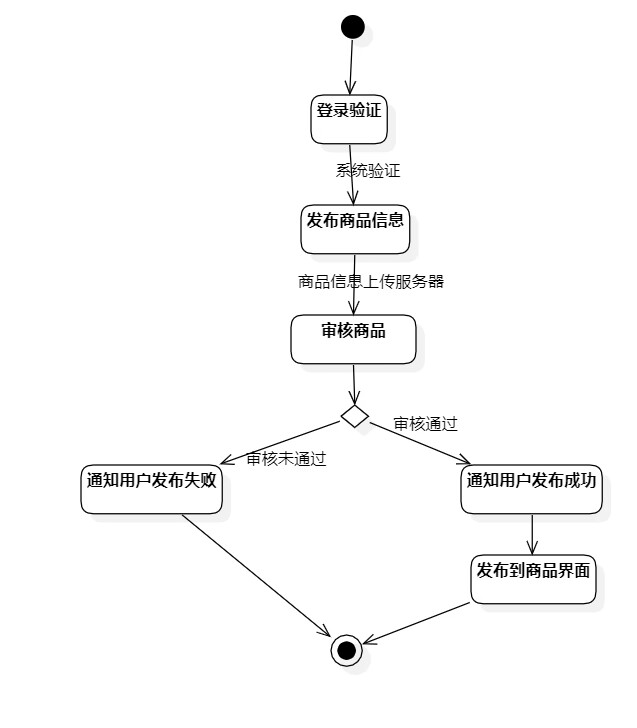 登录验证
系统验证
发布商品信息
商品信息上传服务器
审核商品
审核通过
审核未通过
通知用户发布失败
通知用户发布成功
发布到商品界面